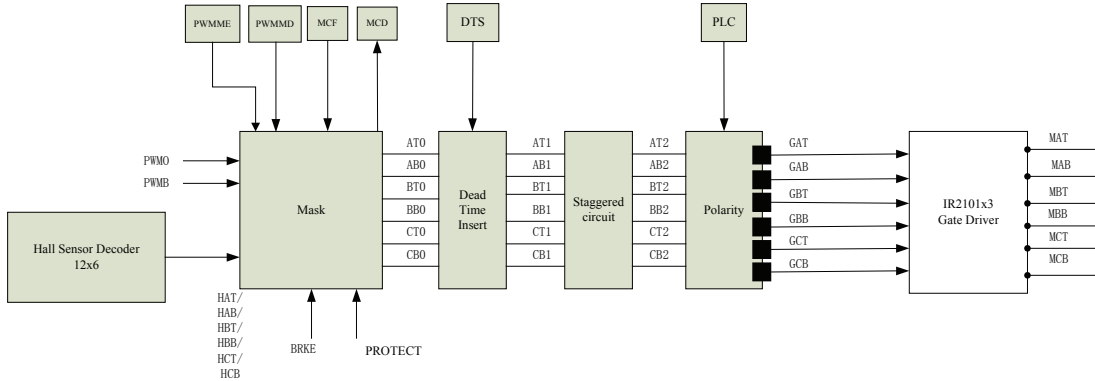 PWMME
PWMMD
MCF
MCD
DTS
PLC
PWMO
PWMB
Mask
AT0
AB0
BT0
BB0
CT0
CB0
Dead
Time
Insert
AT1
AB1
BT1
BB1
CT1
CB1
Staggered
circuit
AT2
AB2
BT2
BB2
CT2
CB2
Polarity
GAT
GAB
GBT
GBB
GCT
GCB
IR2101x3
Gate Driver
MAT
MAB
MBT
MBB
MCT
MCB
Hall Sensor Decoder
12x6
HAT/
HAB/
HBT/
HBB/
HCT/
HCB
BRKE
PROTECT